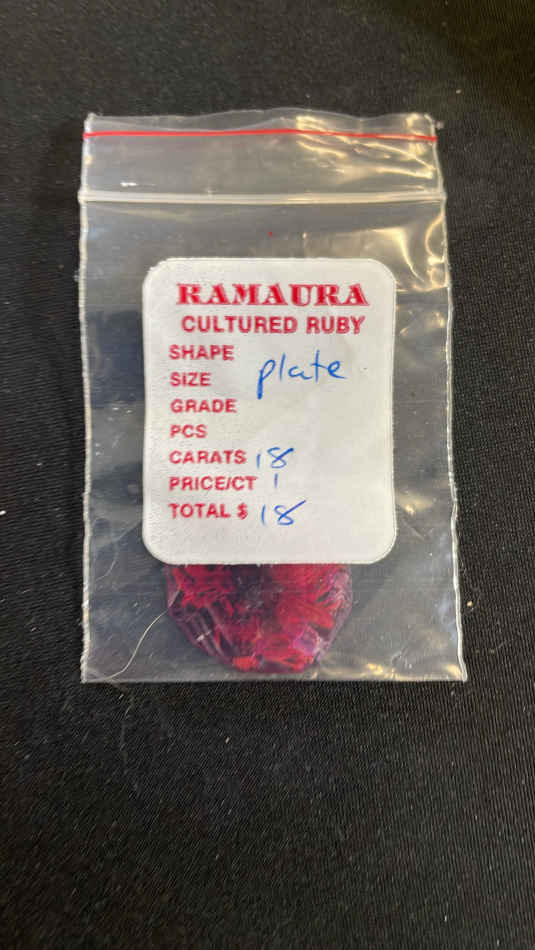 RAMAURA
CULTURED RUBY
SHAPE
SIZE plate
GRADE
PCS
CARATS 18
PRICE/CT 1
TOTAL $ 18